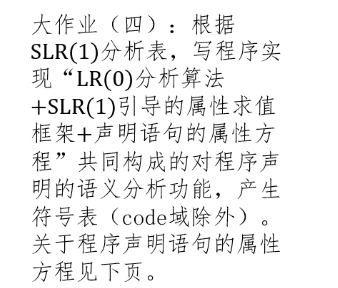 大作业（四）：根据
SLR(1)分析表，写程序实
现“LR(0)分析算法
+SLR(1)引导的属性求值
框架+声明语句的属性方
程”共同构成的对程序声
明的语义分析功能，产生
符号表（code域除外）。
关于程序声明语句的属性
方程见下页。